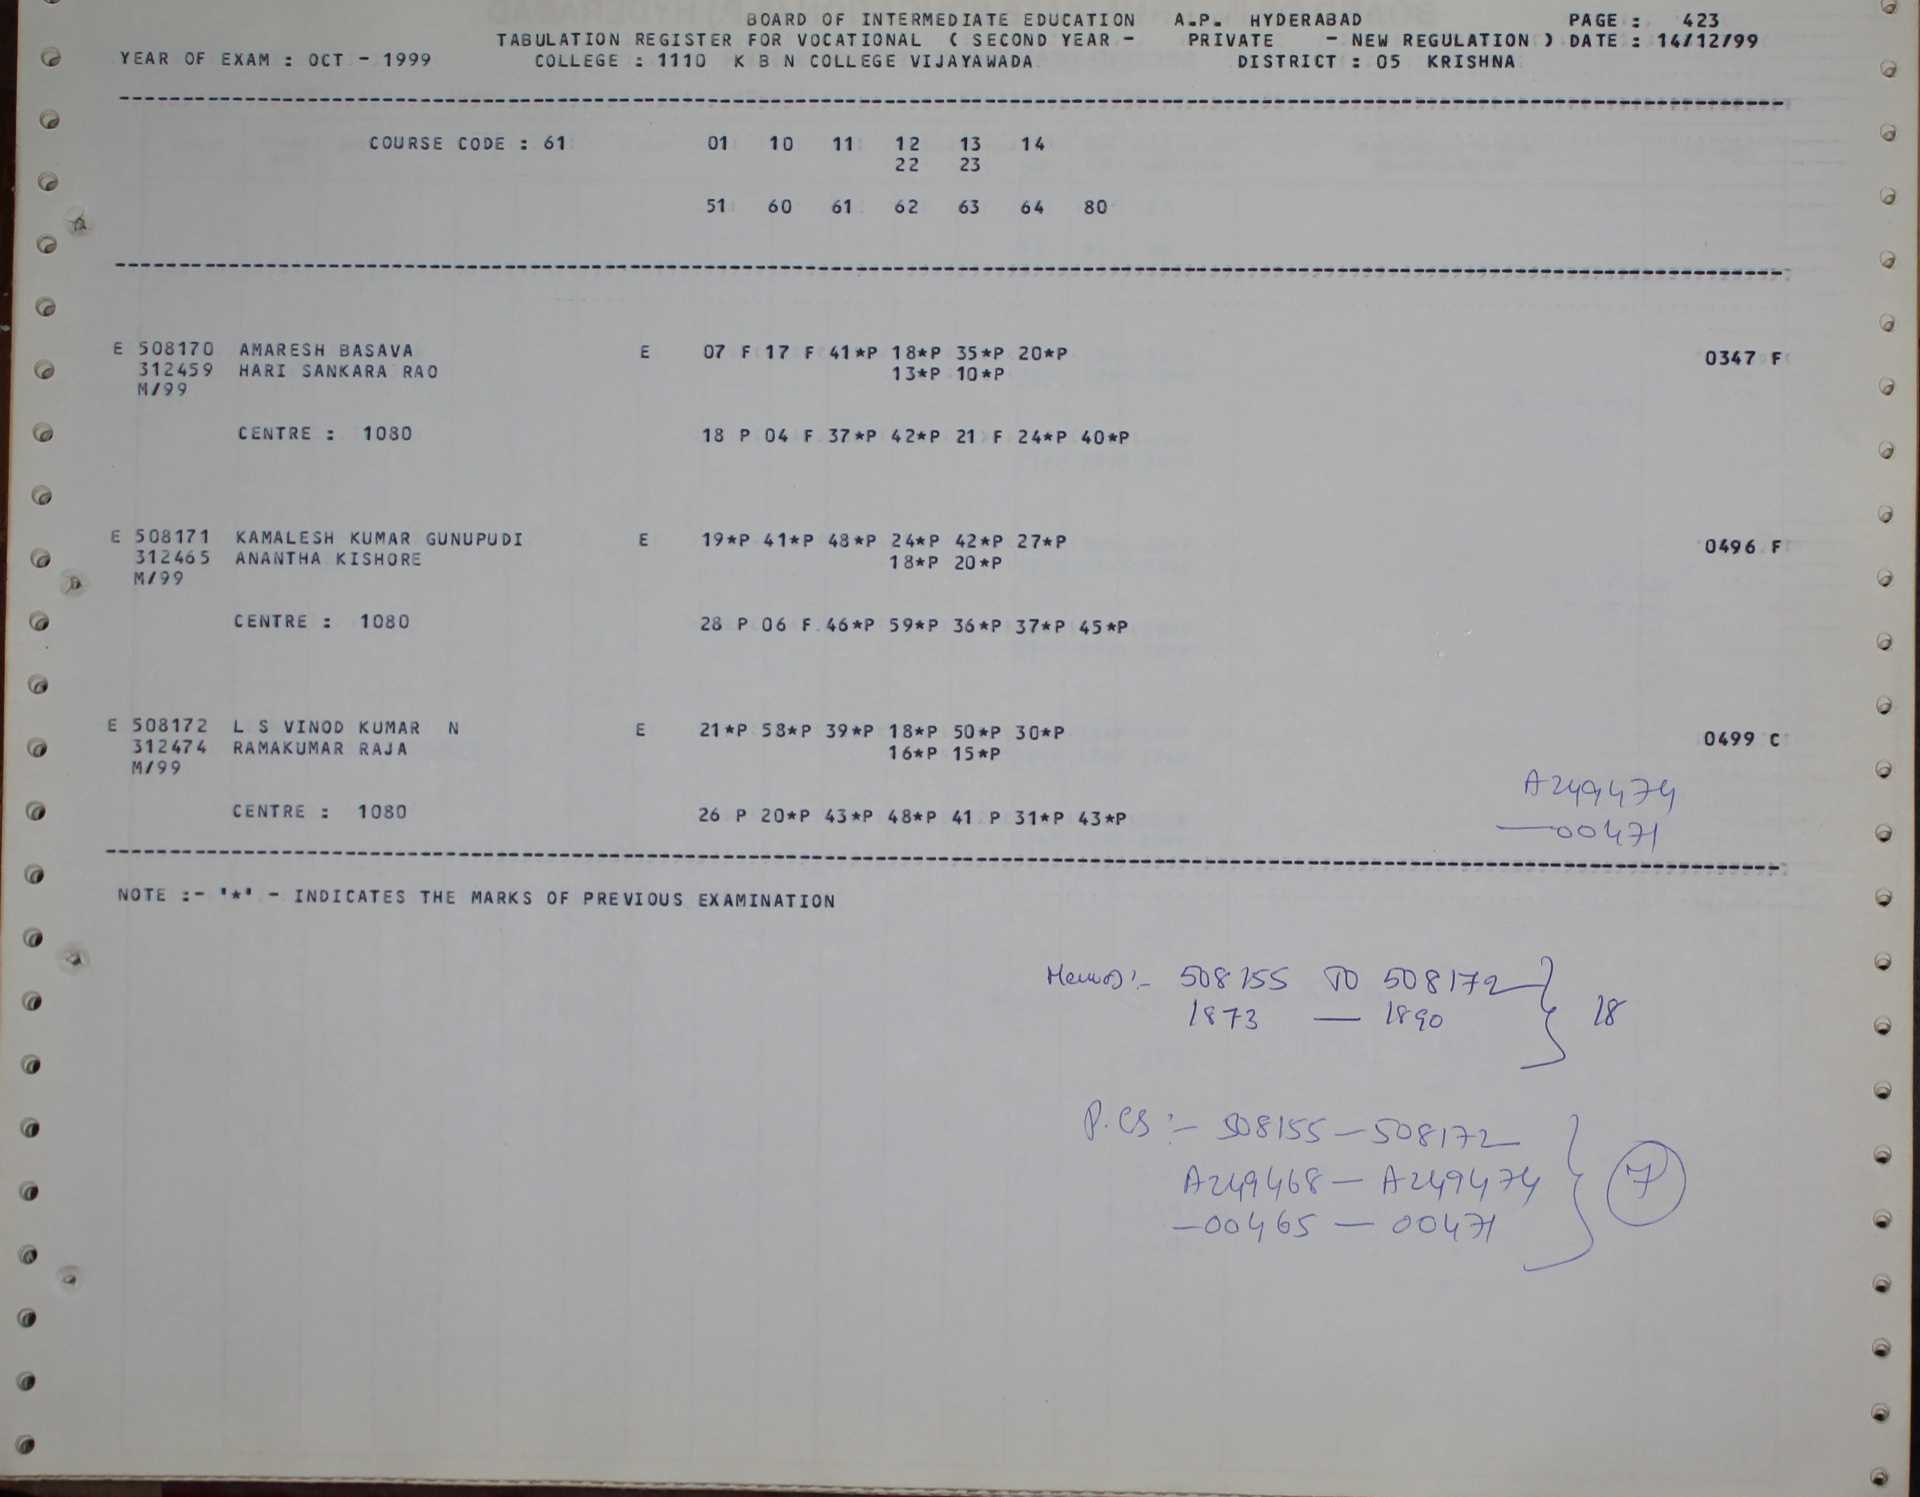 BOARD OF INTERMEDIATE EDUCATION A.P. HYDERABAD PAGE : 423
TABULATION REGISTER FOR VOCATIONAL ( SECOND YEAR - PRIVATE - NEW REGULATION ) DATE : 14/12/99
YEAR OF EXAM : OCT - 1999 COLLEGE : 1110 K B N COLLEGE VIJAYAWADA DISTRICT : 05 KRISHNA
COURSE CODE : 61 01 10 11 12 13 14
22 23
51 60 61 62 63 64 80
E 508170 AMARESH BASAVA E 07 F 17 F 41*P 18*P 35*P 20*P 0347 F
312459 HARI SANKARA RAO 13*P 10*P
M/99
CENTRE : 1080 18 P 04 F 37*P 42*P 21 F 24*P 40*P
E 508171 KAMALESH KUMAR GUNUPUDI E 19*P 41*P 48*P 24*P 42*P 27*P 0496 F
312465 ANANTHA KISHORE 18*P 20*P
M/99
CENTRE : 1080 28 P 06 F 46*P 59*P 36*P 37*P 45*P
E 508172 L S VINOD KUMAR N E 21*P 58*P 39*P 18*P 50*P 30*P 0499 C
312474 RAMAKUMAR RAJA 16*P 15*P
M/99
A249474
CENTRE : 1080 26 P 20*P 43*P 48*P 41 P 31*P 43*P
—00471
NOTE :- '*' - INDICATES THE MARKS OF PREVIOUS EXAMINATION
Memos :- 508155 TO 508172 } 18
1873 — 1890
P.Cs :- 508155 — 508172
A249468 — A249474 } 7
—00465 — 00471